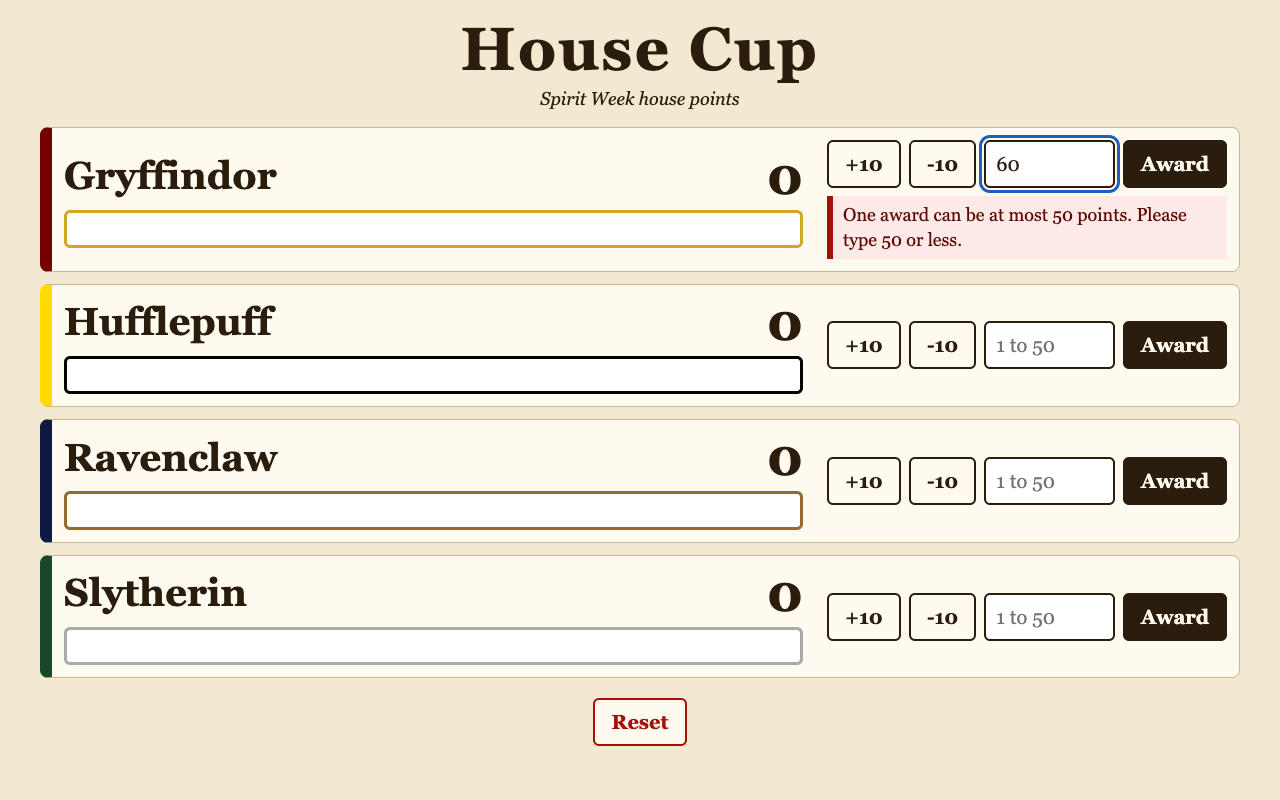 House Cup
Spirit Week house points
Gryffindor
0
+10
-10
60
Award
One award can be at most 50 points. Please
type 50 or less.
Hufflepuff
0
+10
-10
1 to 50
Award
Ravenclaw
0
+10
-10
1 to 50
Award
Slytherin
0
+10
-10
1 to 50
Award
Reset